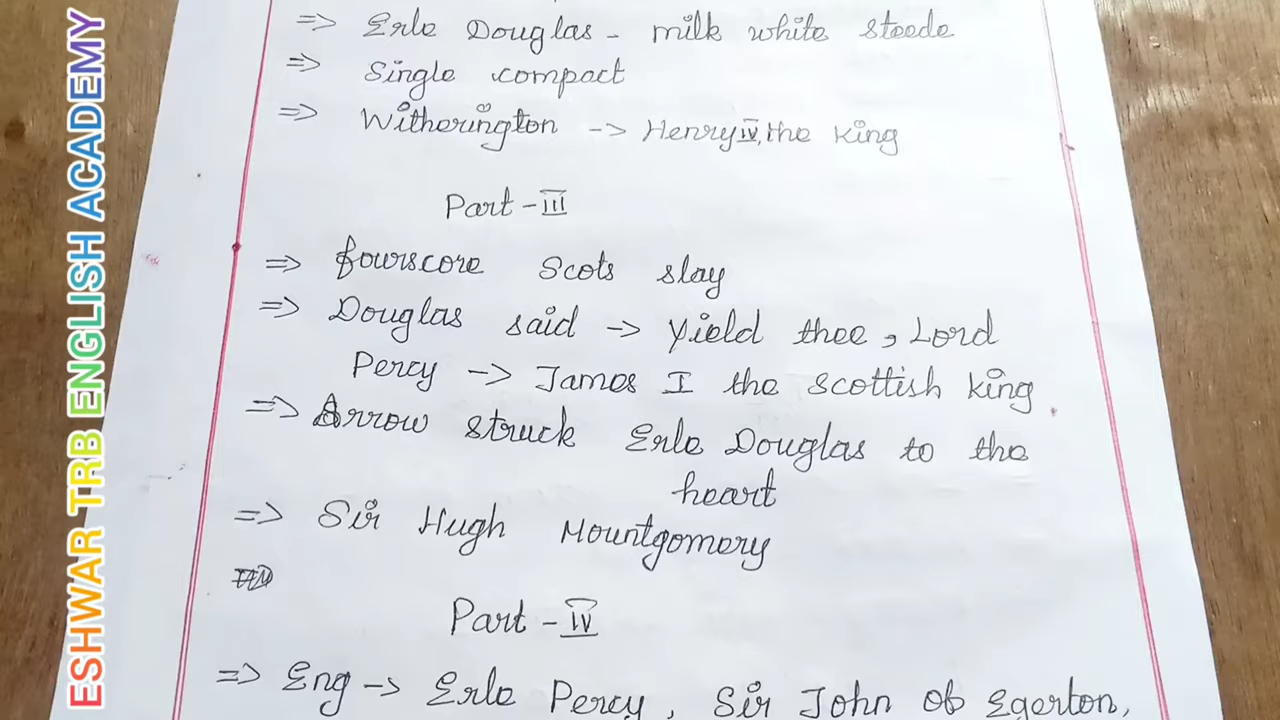 ESHWAR TRB ENGLISH ACADEMY
=> Erle Douglas - milk white steede
=> Single compact
=> Witherington -> Henry IV, the King
Part - III
=> fourscore Scots slay
=> Douglas said -> Yield thee, Lord
Percy -> James I the Scottish king
=> Arrow struck Erle Douglas to the
heart
=> Sir Hugh Mountgomery
Part - IV
=> Eng -> Erle Percy, Sir John of Egerton,